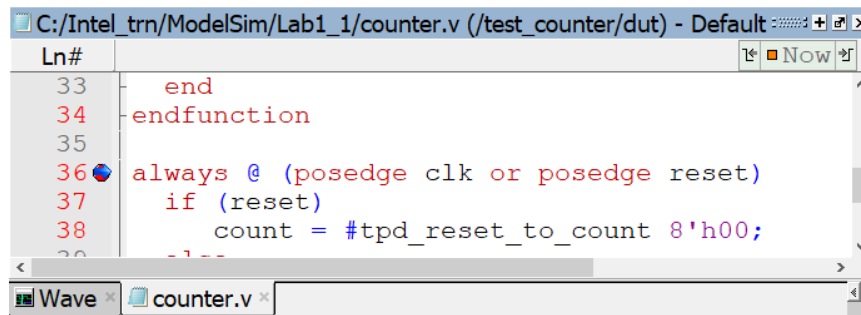 C:/Intel_trn/ModelSim/Lab1_1/counter.v (/test_counter/dut) - Default
Ln#
Now
33 end
34 endfunction
35
36 always @ (posedge clk or posedge reset)
37 if (reset)
38 count = #tpd_reset_to_count 8'h00;
Wave counter.v